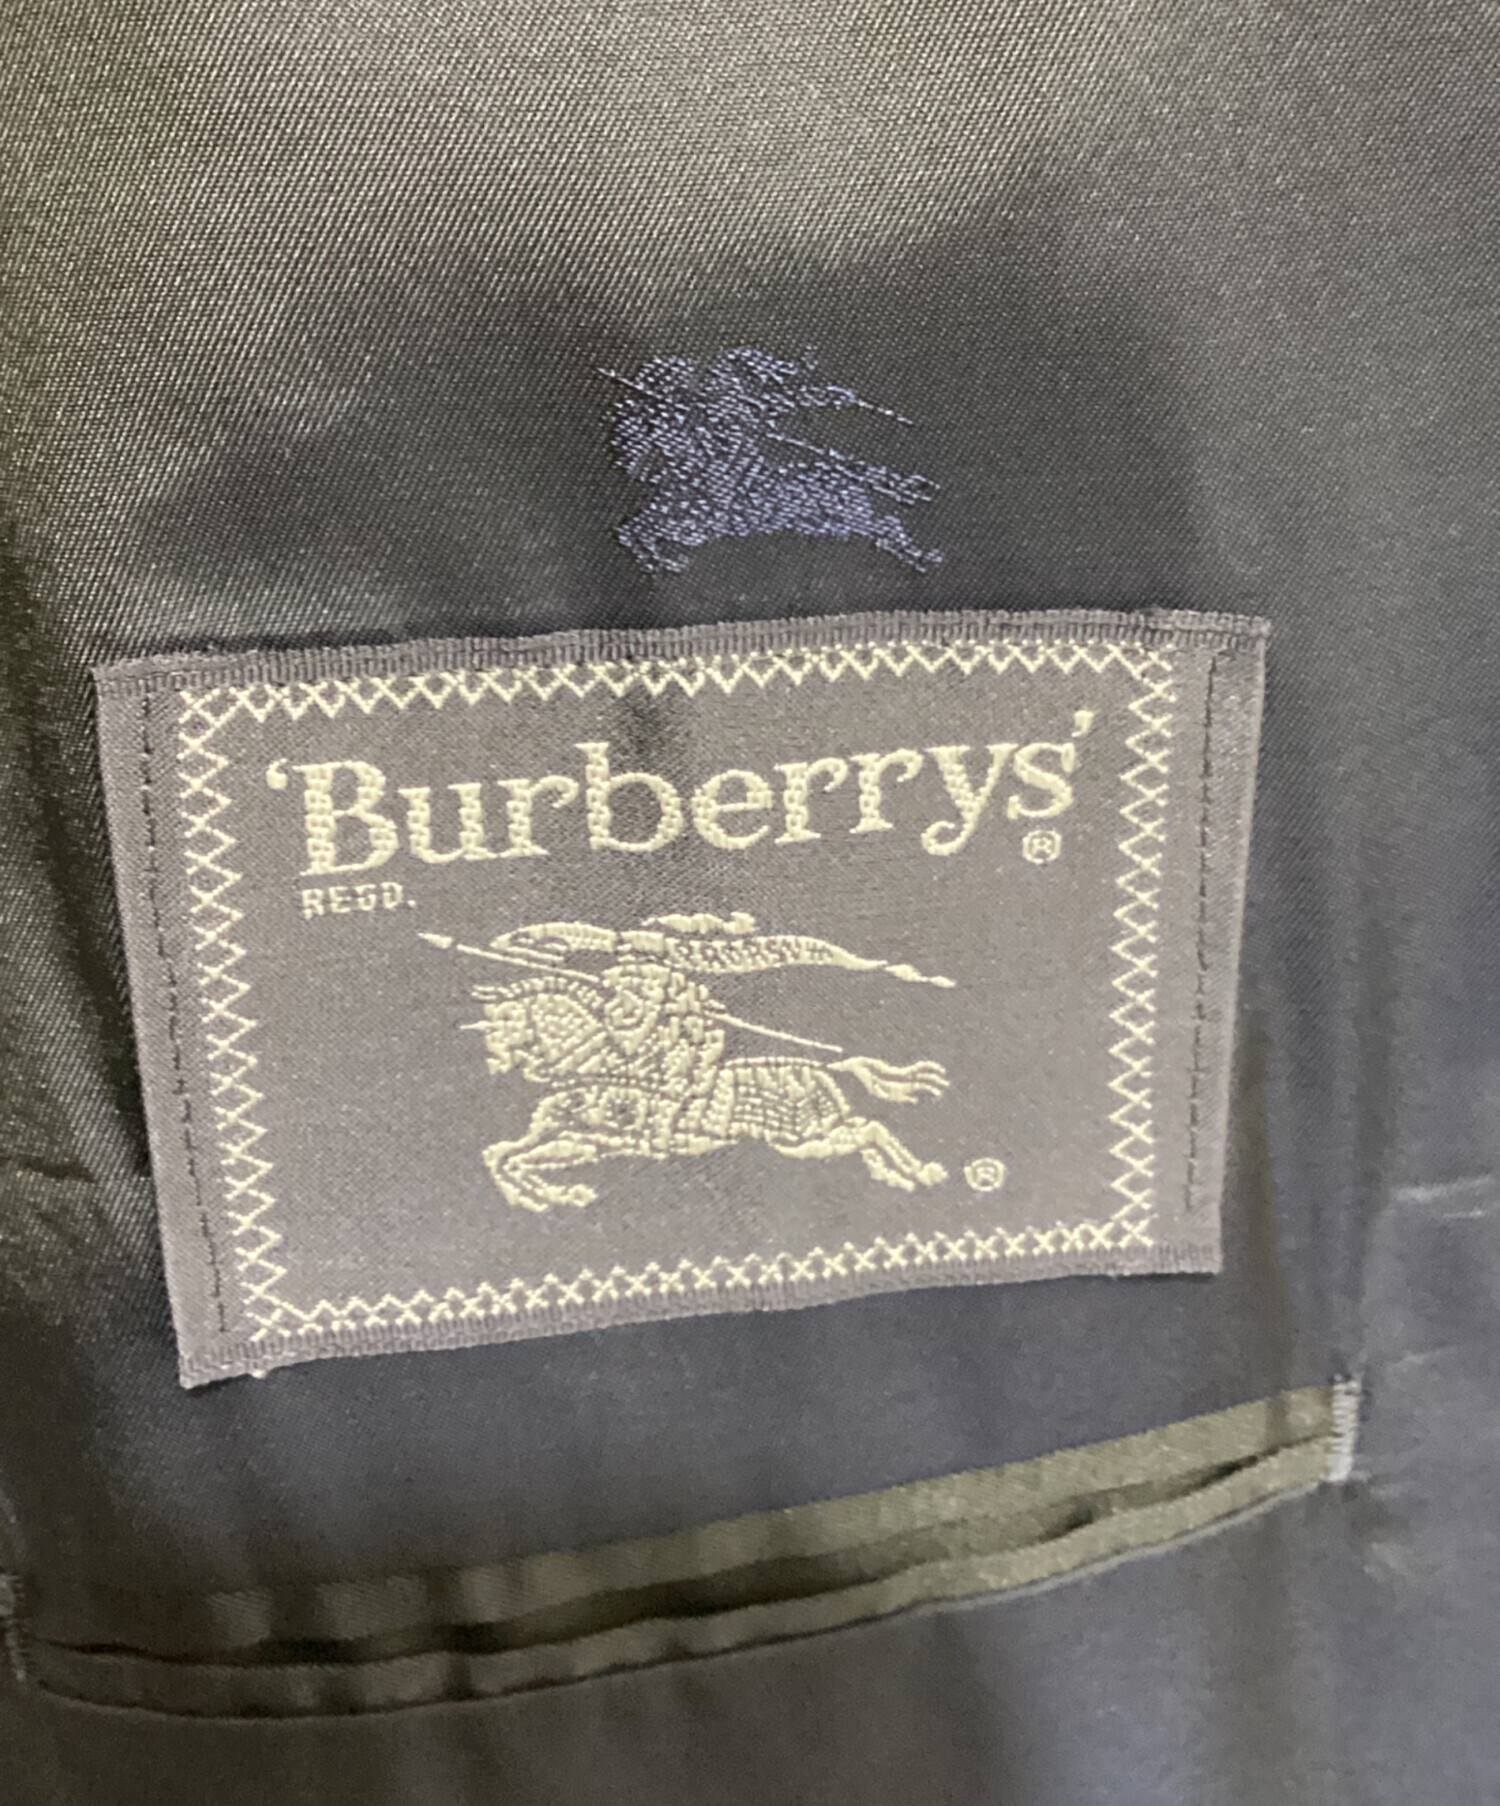 ‘Burberrys’
®
REGD.
®